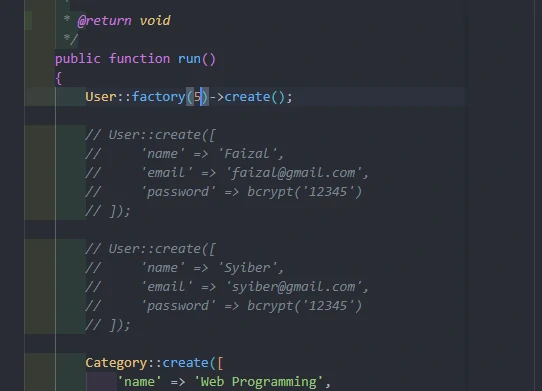 *
* @return void
*/
public function run()
{
User::factory(5)->create();
// User::create([
// 'name' => 'Faizal',
// 'email' => 'faizal@gmail.com',
// 'password' => bcrypt('12345')
// ]);
// User::create([
// 'name' => 'Syiber',
// 'email' => 'syiber@gmail.com',
// 'password' => bcrypt('12345')
// ]);
Category::create([
'name' => 'Web Programming',